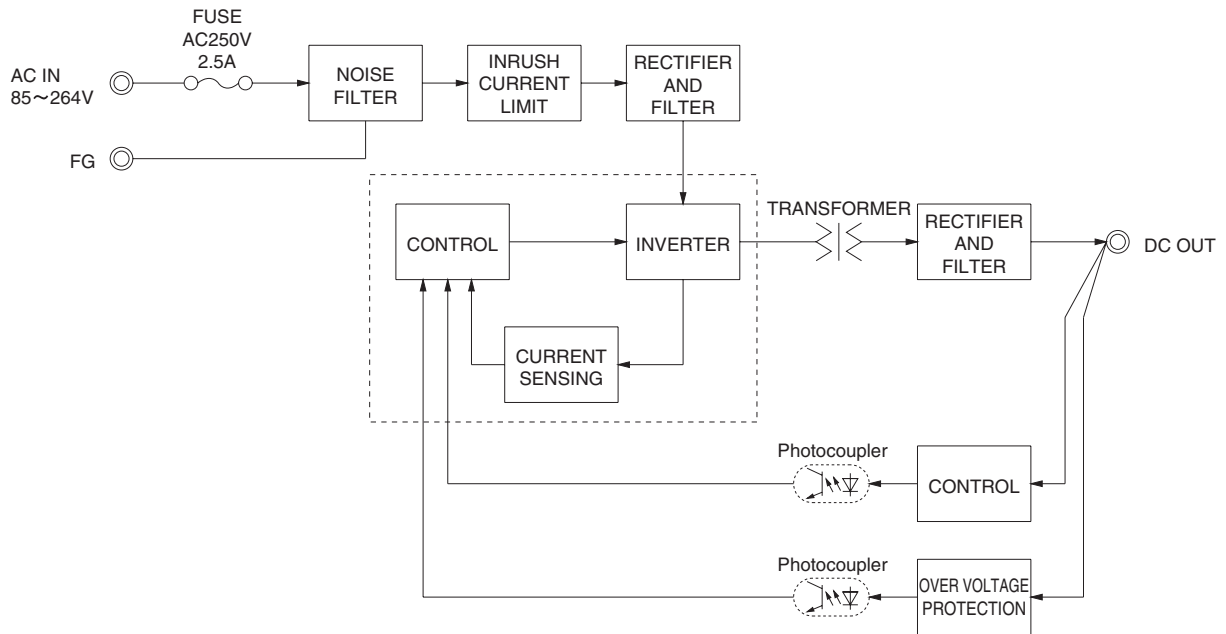 FUSE
AC250V
2.5A
AC IN
85~264V
NOISE
FILTER
INRUSH
CURRENT
LIMIT
RECTIFIER
AND
FILTER
FG
CONTROL
INVERTER
TRANSFORMER
RECTIFIER
AND
FILTER
DC OUT
CURRENT
SENSING
Photocoupler
CONTROL
Photocoupler
OVER VOLTAGE
PROTECTION